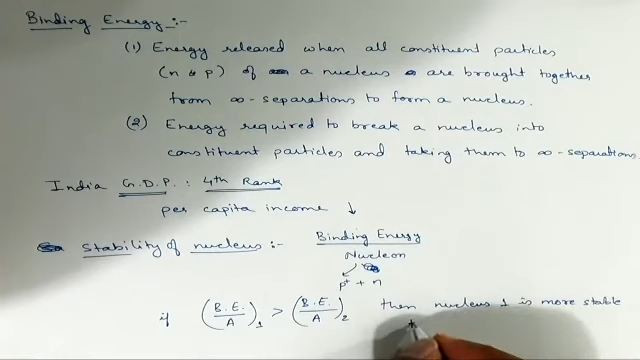 Binding Energy :-
(1) Energy released when all constituent particles
(n & p) of a nucleus are brought together
from ∞-separations to form a nucleus.
(2) Energy required to break a nucleus into
constituent particles and taking them to ∞-separations.
India G.D.P. : 4th Rank
per capita income ↓
Stability of nucleus :- Binding Energy
Nucleon
p+ + n
if (B.E./A)1 > (B.E./A)2 then nucleus 1 is more stable